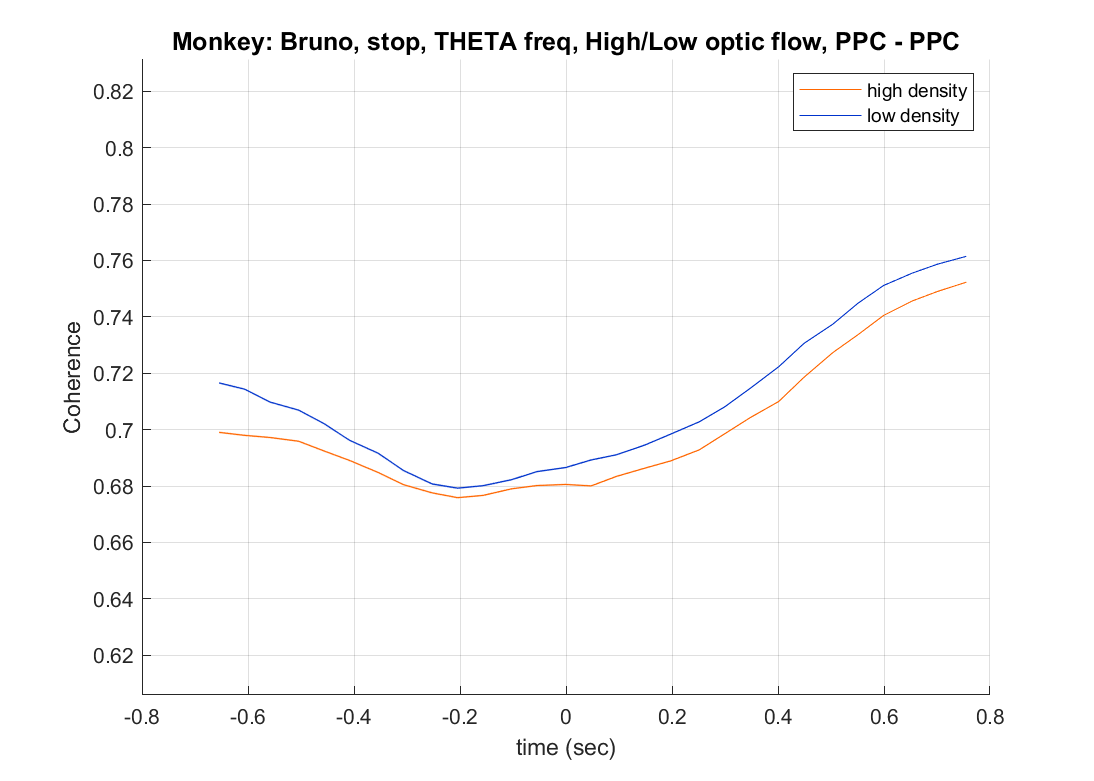 Monkey: Bruno, stop, THETA freq, High/Low optic flow, PPC - PPC
high density
low density
0.82
0.8
0.78
0.76
0.74
0.72
0.7
0.68
0.66
0.64
0.62
Coherence
-0.8 -0.6 -0.4 -0.2 0 0.2 0.4 0.6 0.8
time (sec)